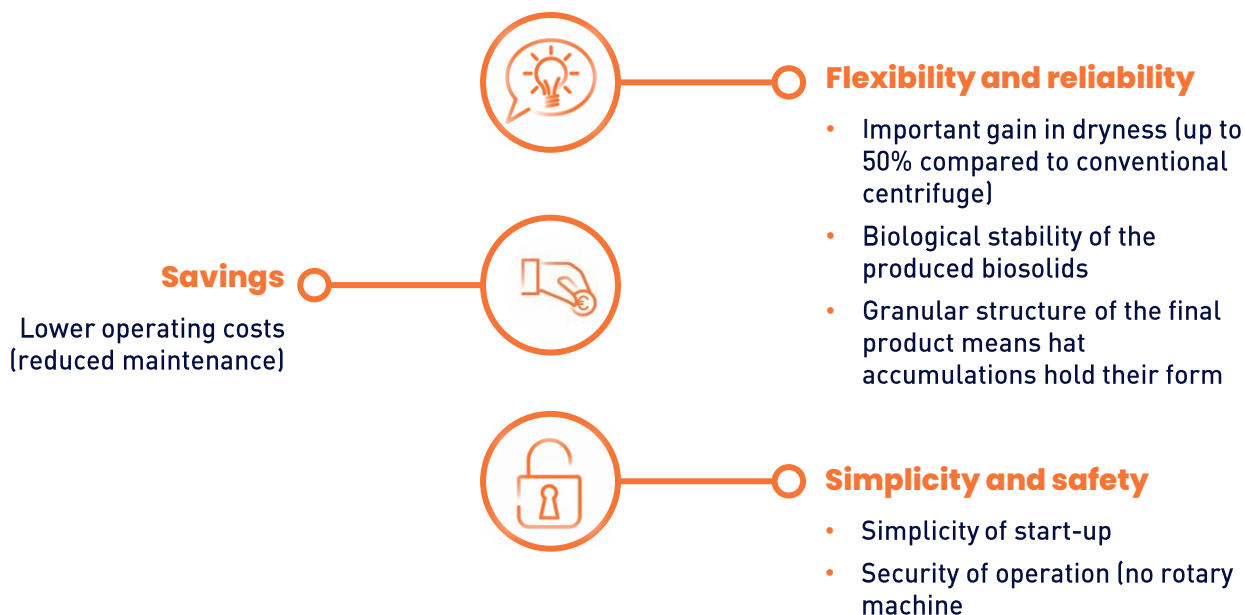 Flexibility and reliability
• Important gain in dryness (up to
50% compared to conventional
centrifuge)
• Biological stability of the
produced biosolids
• Granular structure of the final
product means hat
accumulations hold their form
Savings
Lower operating costs
(reduced maintenance)
€
Simplicity and safety
• Simplicity of start-up
• Security of operation (no rotary
machine